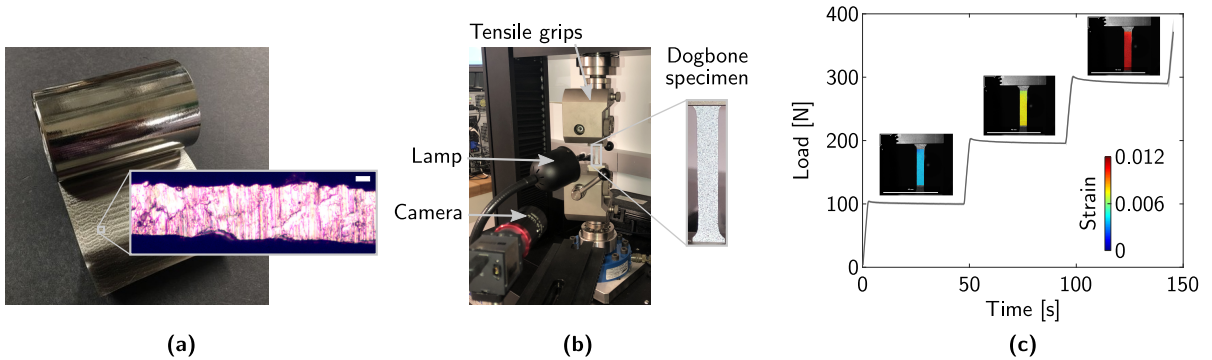 Tensile grips
Dogbone
specimen
Lamp
Camera
(a)
(b)
400
300
200
100
0
Load [N]
0
50
100
150
Time [s]
Strain
0.012
0.006
0
(c)